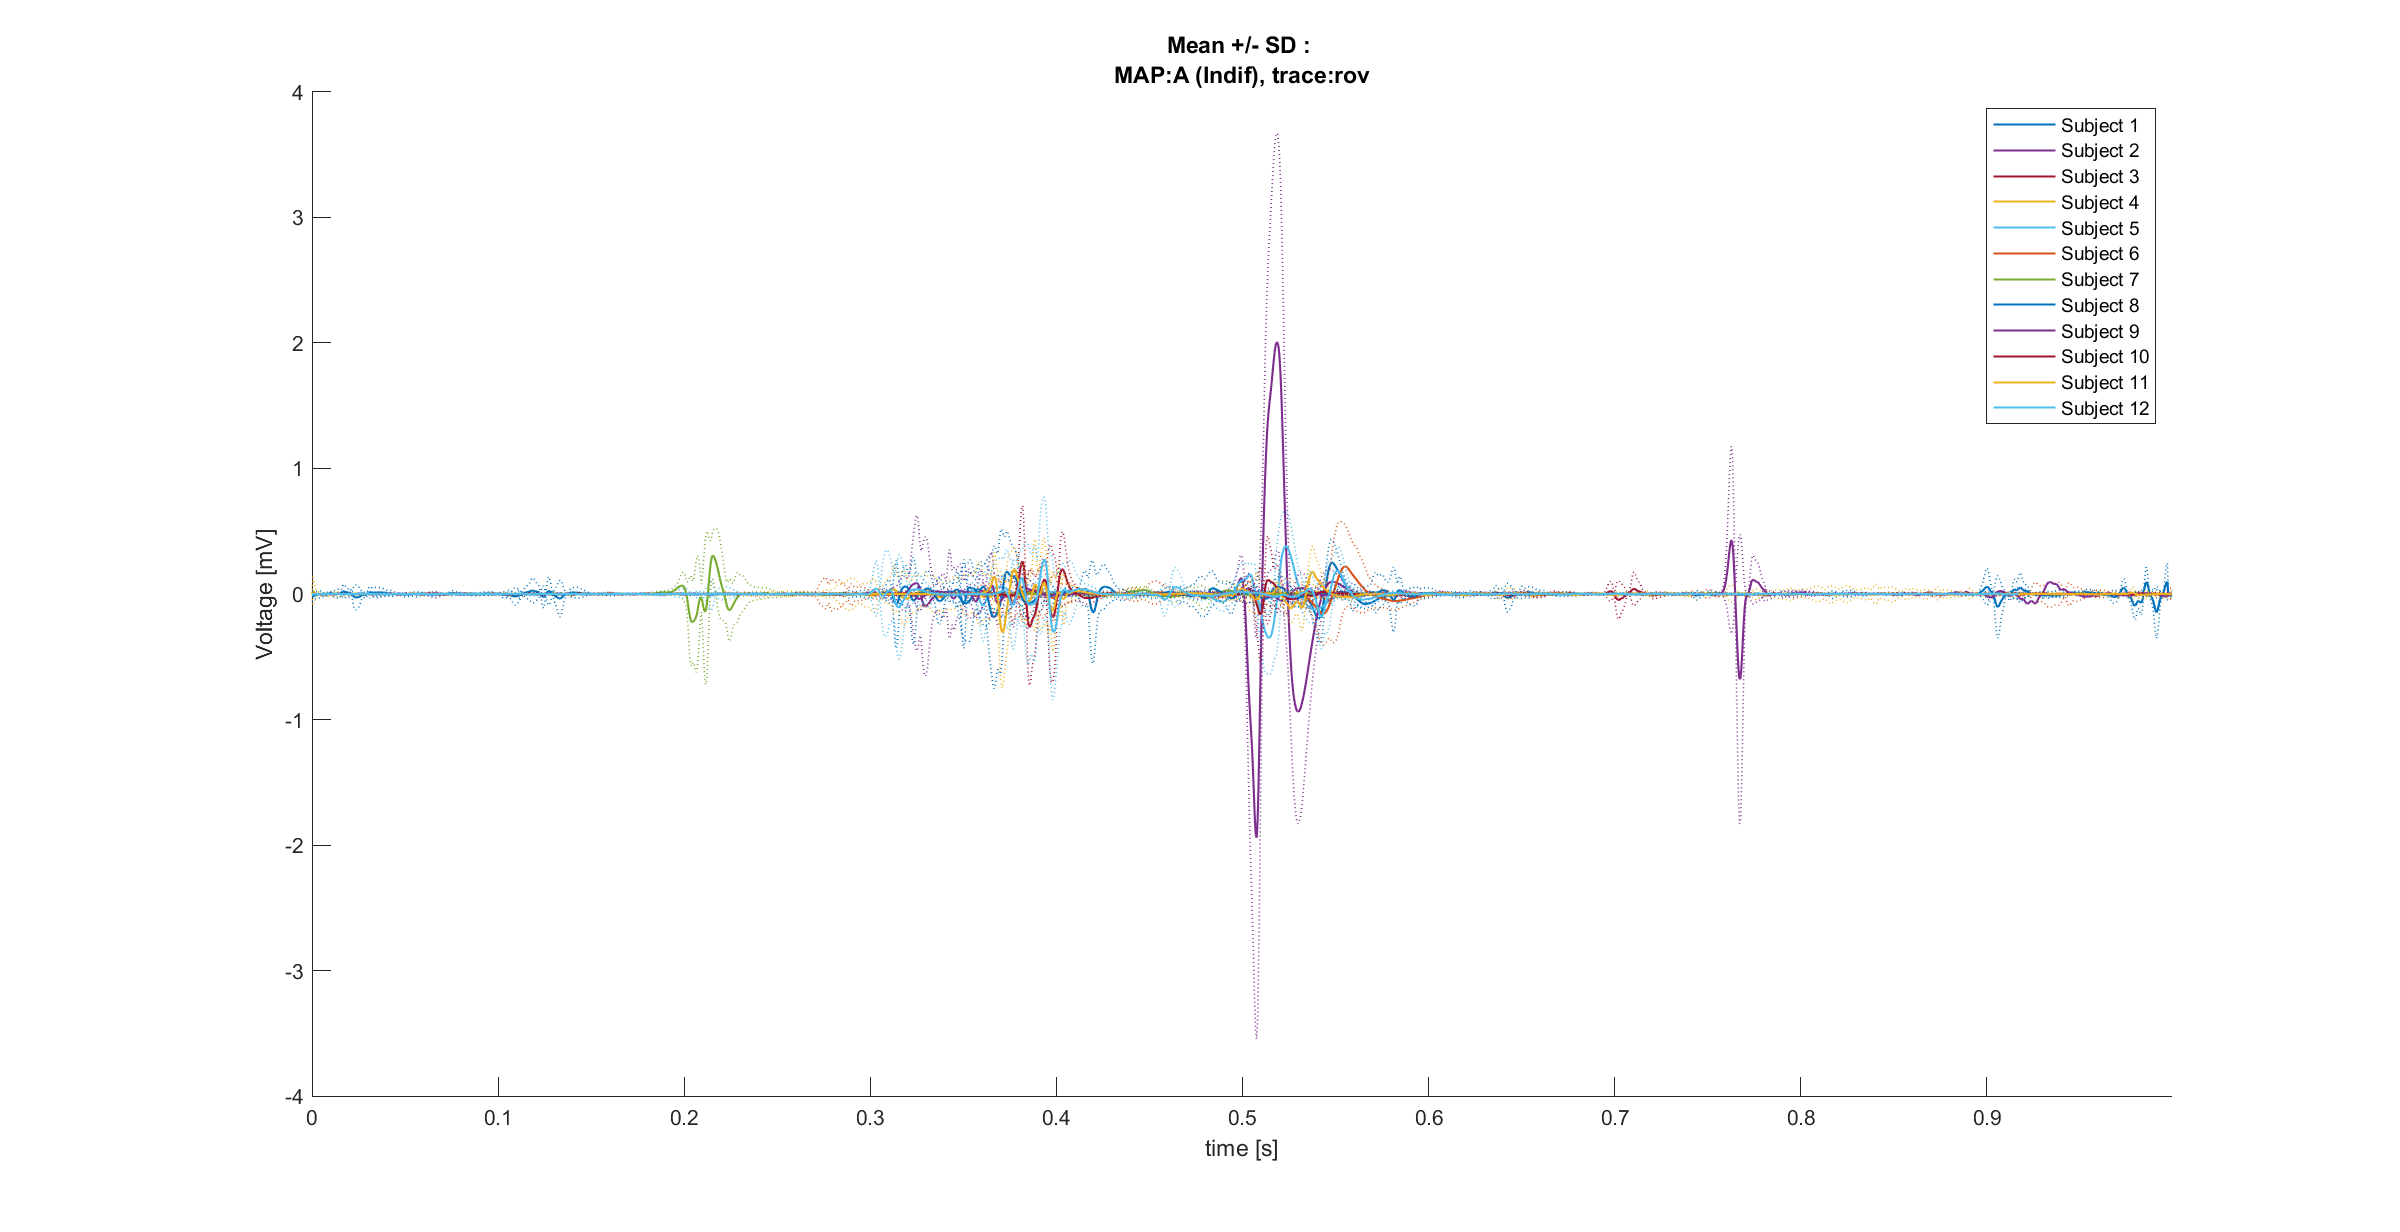 Mean +/- SD :
MAP:A (Indif), trace:rov
4
3
2
1
0
-1
-2
-3
-4
Voltage [mV]
0 0.1 0.2 0.3 0.4 0.5 0.6 0.7 0.8 0.9
time [s]
Subject 1
Subject 2
Subject 3
Subject 4
Subject 5
Subject 6
Subject 7
Subject 8
Subject 9
Subject 10
Subject 11
Subject 12